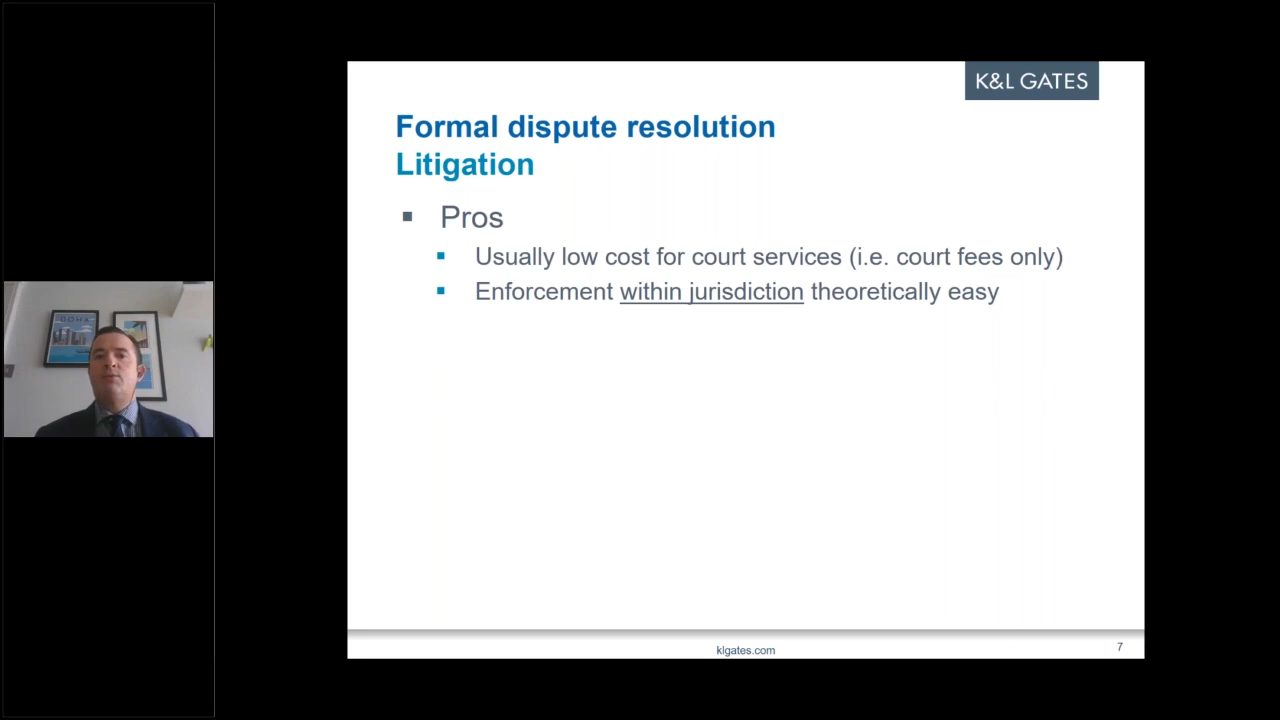 K&L GATES
Formal dispute resolution
Litigation
Pros
Usually low cost for court services (i.e. court fees only)
Enforcement within jurisdiction theoretically easy
klgates.com
7
DOHA